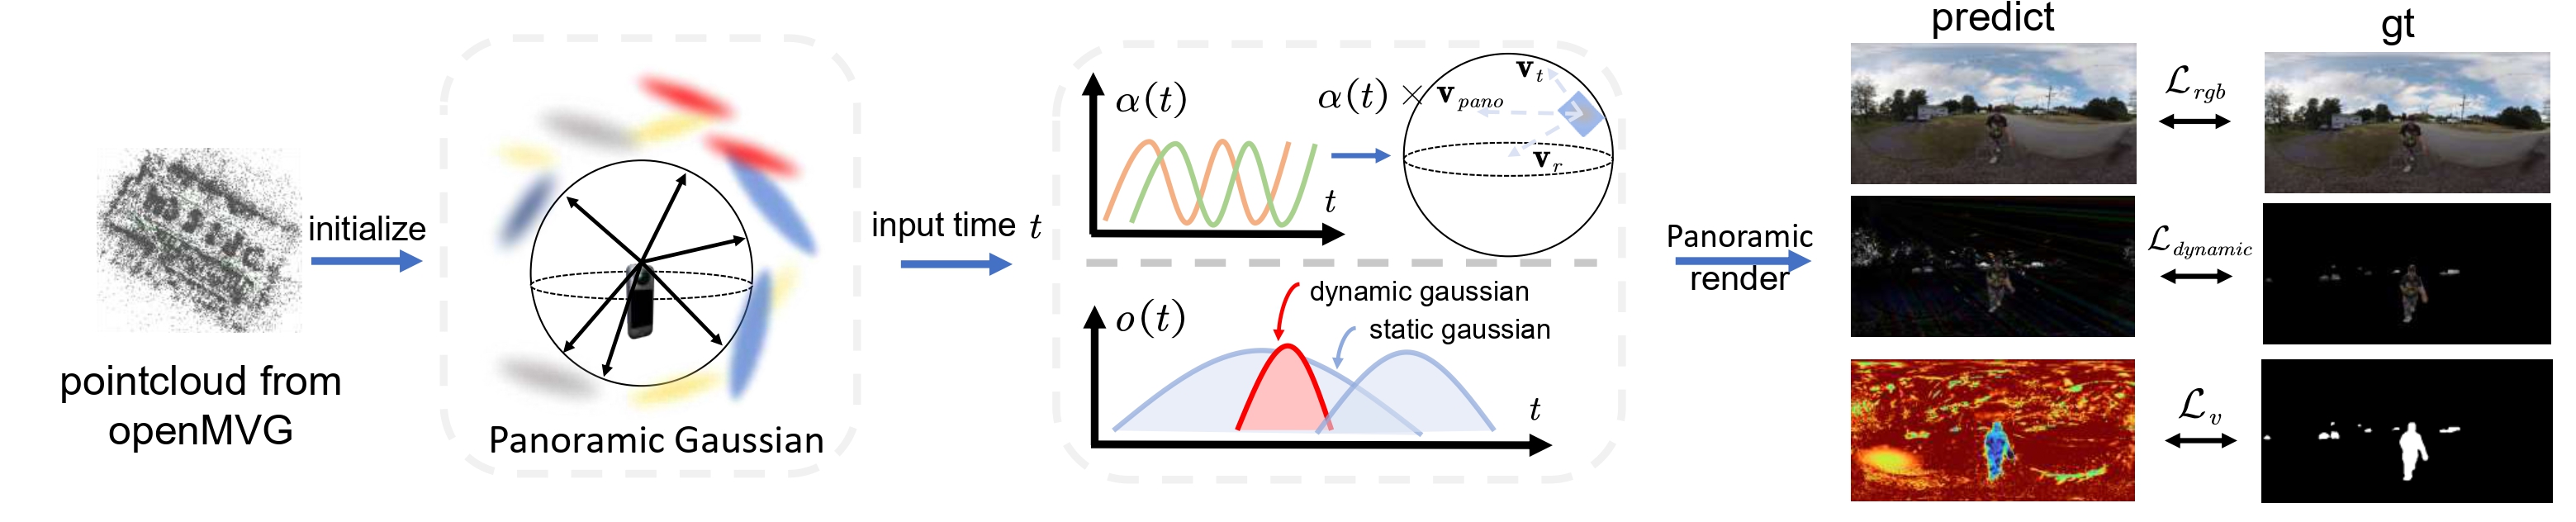 pointcloud from
openMVG
initialize
Panoramic Gaussian
input time t
α(t)
t
α(t) × v_pano
v_t
v_r
o(t)
dynamic gaussian
static gaussian
t
Panoramic
render
predict
gt
ℒ_rgb
ℒ_dynamic
ℒ_v